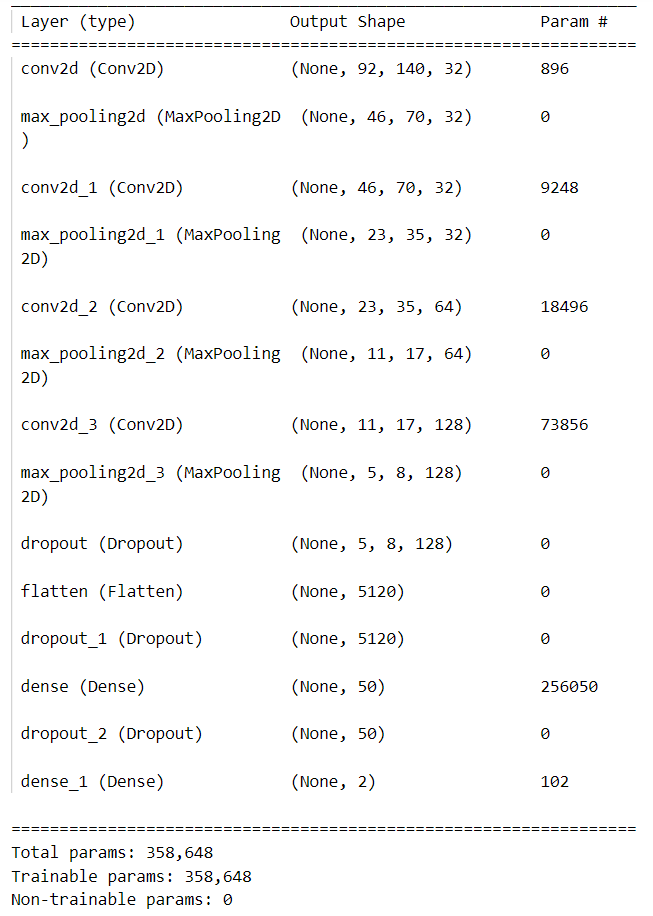 Layer (type) Output Shape Param #
=================================================================
conv2d (Conv2D) (None, 92, 140, 32) 896
max_pooling2d (MaxPooling2D (None, 46, 70, 32) 0
)
conv2d_1 (Conv2D) (None, 46, 70, 32) 9248
max_pooling2d_1 (MaxPooling (None, 23, 35, 32) 0
2D)
conv2d_2 (Conv2D) (None, 23, 35, 64) 18496
max_pooling2d_2 (MaxPooling (None, 11, 17, 64) 0
2D)
conv2d_3 (Conv2D) (None, 11, 17, 128) 73856
max_pooling2d_3 (MaxPooling (None, 5, 8, 128) 0
2D)
dropout (Dropout) (None, 5, 8, 128) 0
flatten (Flatten) (None, 5120) 0
dropout_1 (Dropout) (None, 5120) 0
dense (Dense) (None, 50) 256050
dropout_2 (Dropout) (None, 50) 0
dense_1 (Dense) (None, 2) 102
=================================================================
Total params: 358,648
Trainable params: 358,648
Non-trainable params: 0